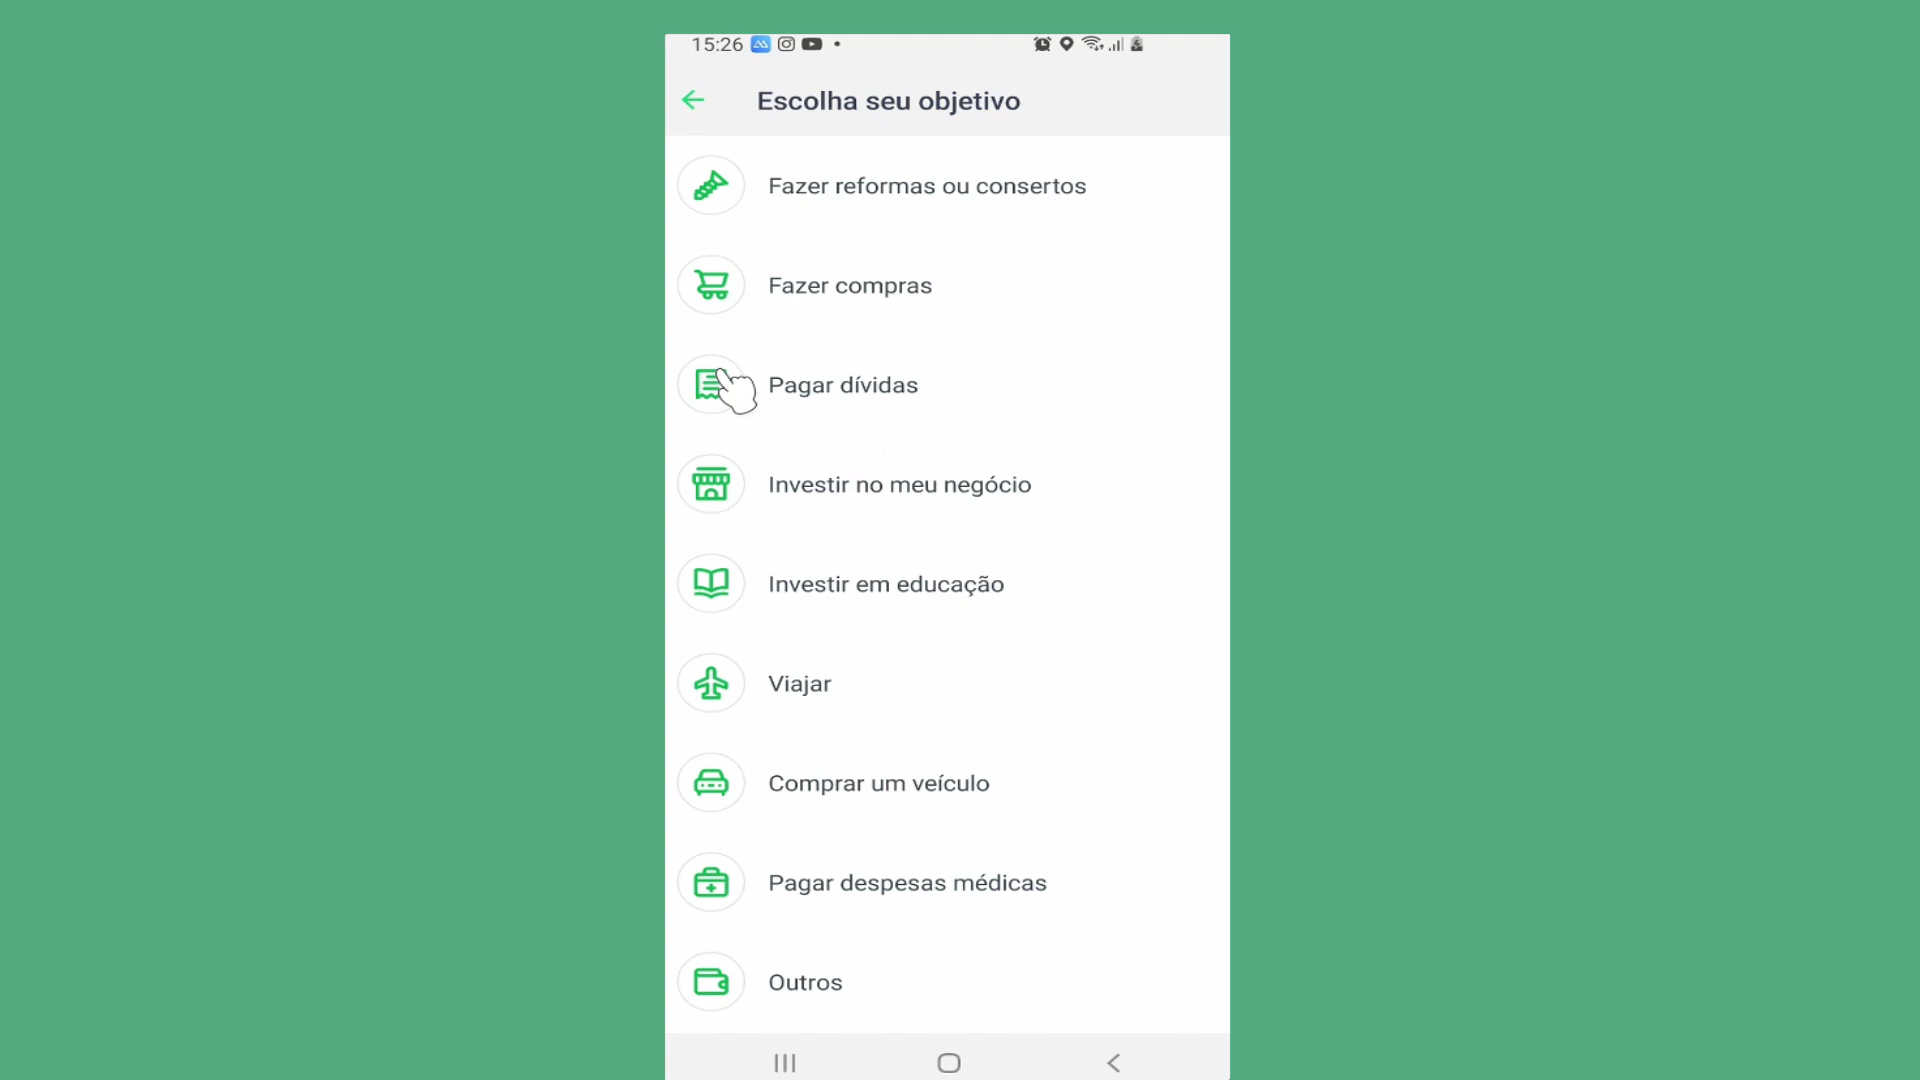 15:26
Escolha seu objetivo
Fazer reformas ou consertos
Fazer compras
Pagar dívidas
Investir no meu negócio
Investir em educação
Viajar
Comprar um veículo
Pagar despesas médicas
Outros